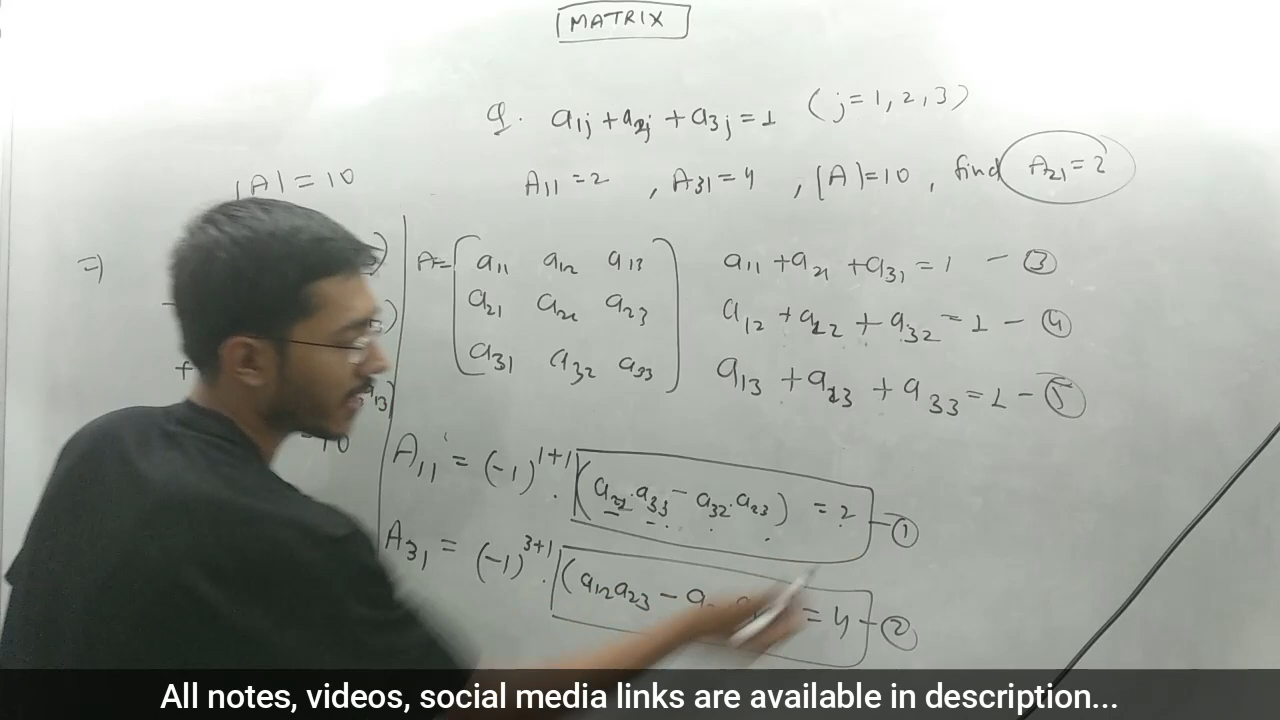 MATRIX
Q. a1j + a2j + a3j = 1 (j = 1, 2, 3)
A11 = 2 , A31 = 4 , |A| = 10 , find A21 = ?
|A| = 10
⇒
A = [ a11 a12 a13
a21 a22 a23
a31 a32 a33 ]
a11 + a21 + a31 = 1 - ③
a12 + a22 + a32 = 1 - ④
a13 + a23 + a33 = 1 - ⑤
+
a13)
10
A11 = (-1)^1+1 . (a22.a33 - a32.a23) = 2 - ①
A31 = (-1)^3+1 . (a12a23 - = 4 - ②
All notes, videos, social media links are available in description...